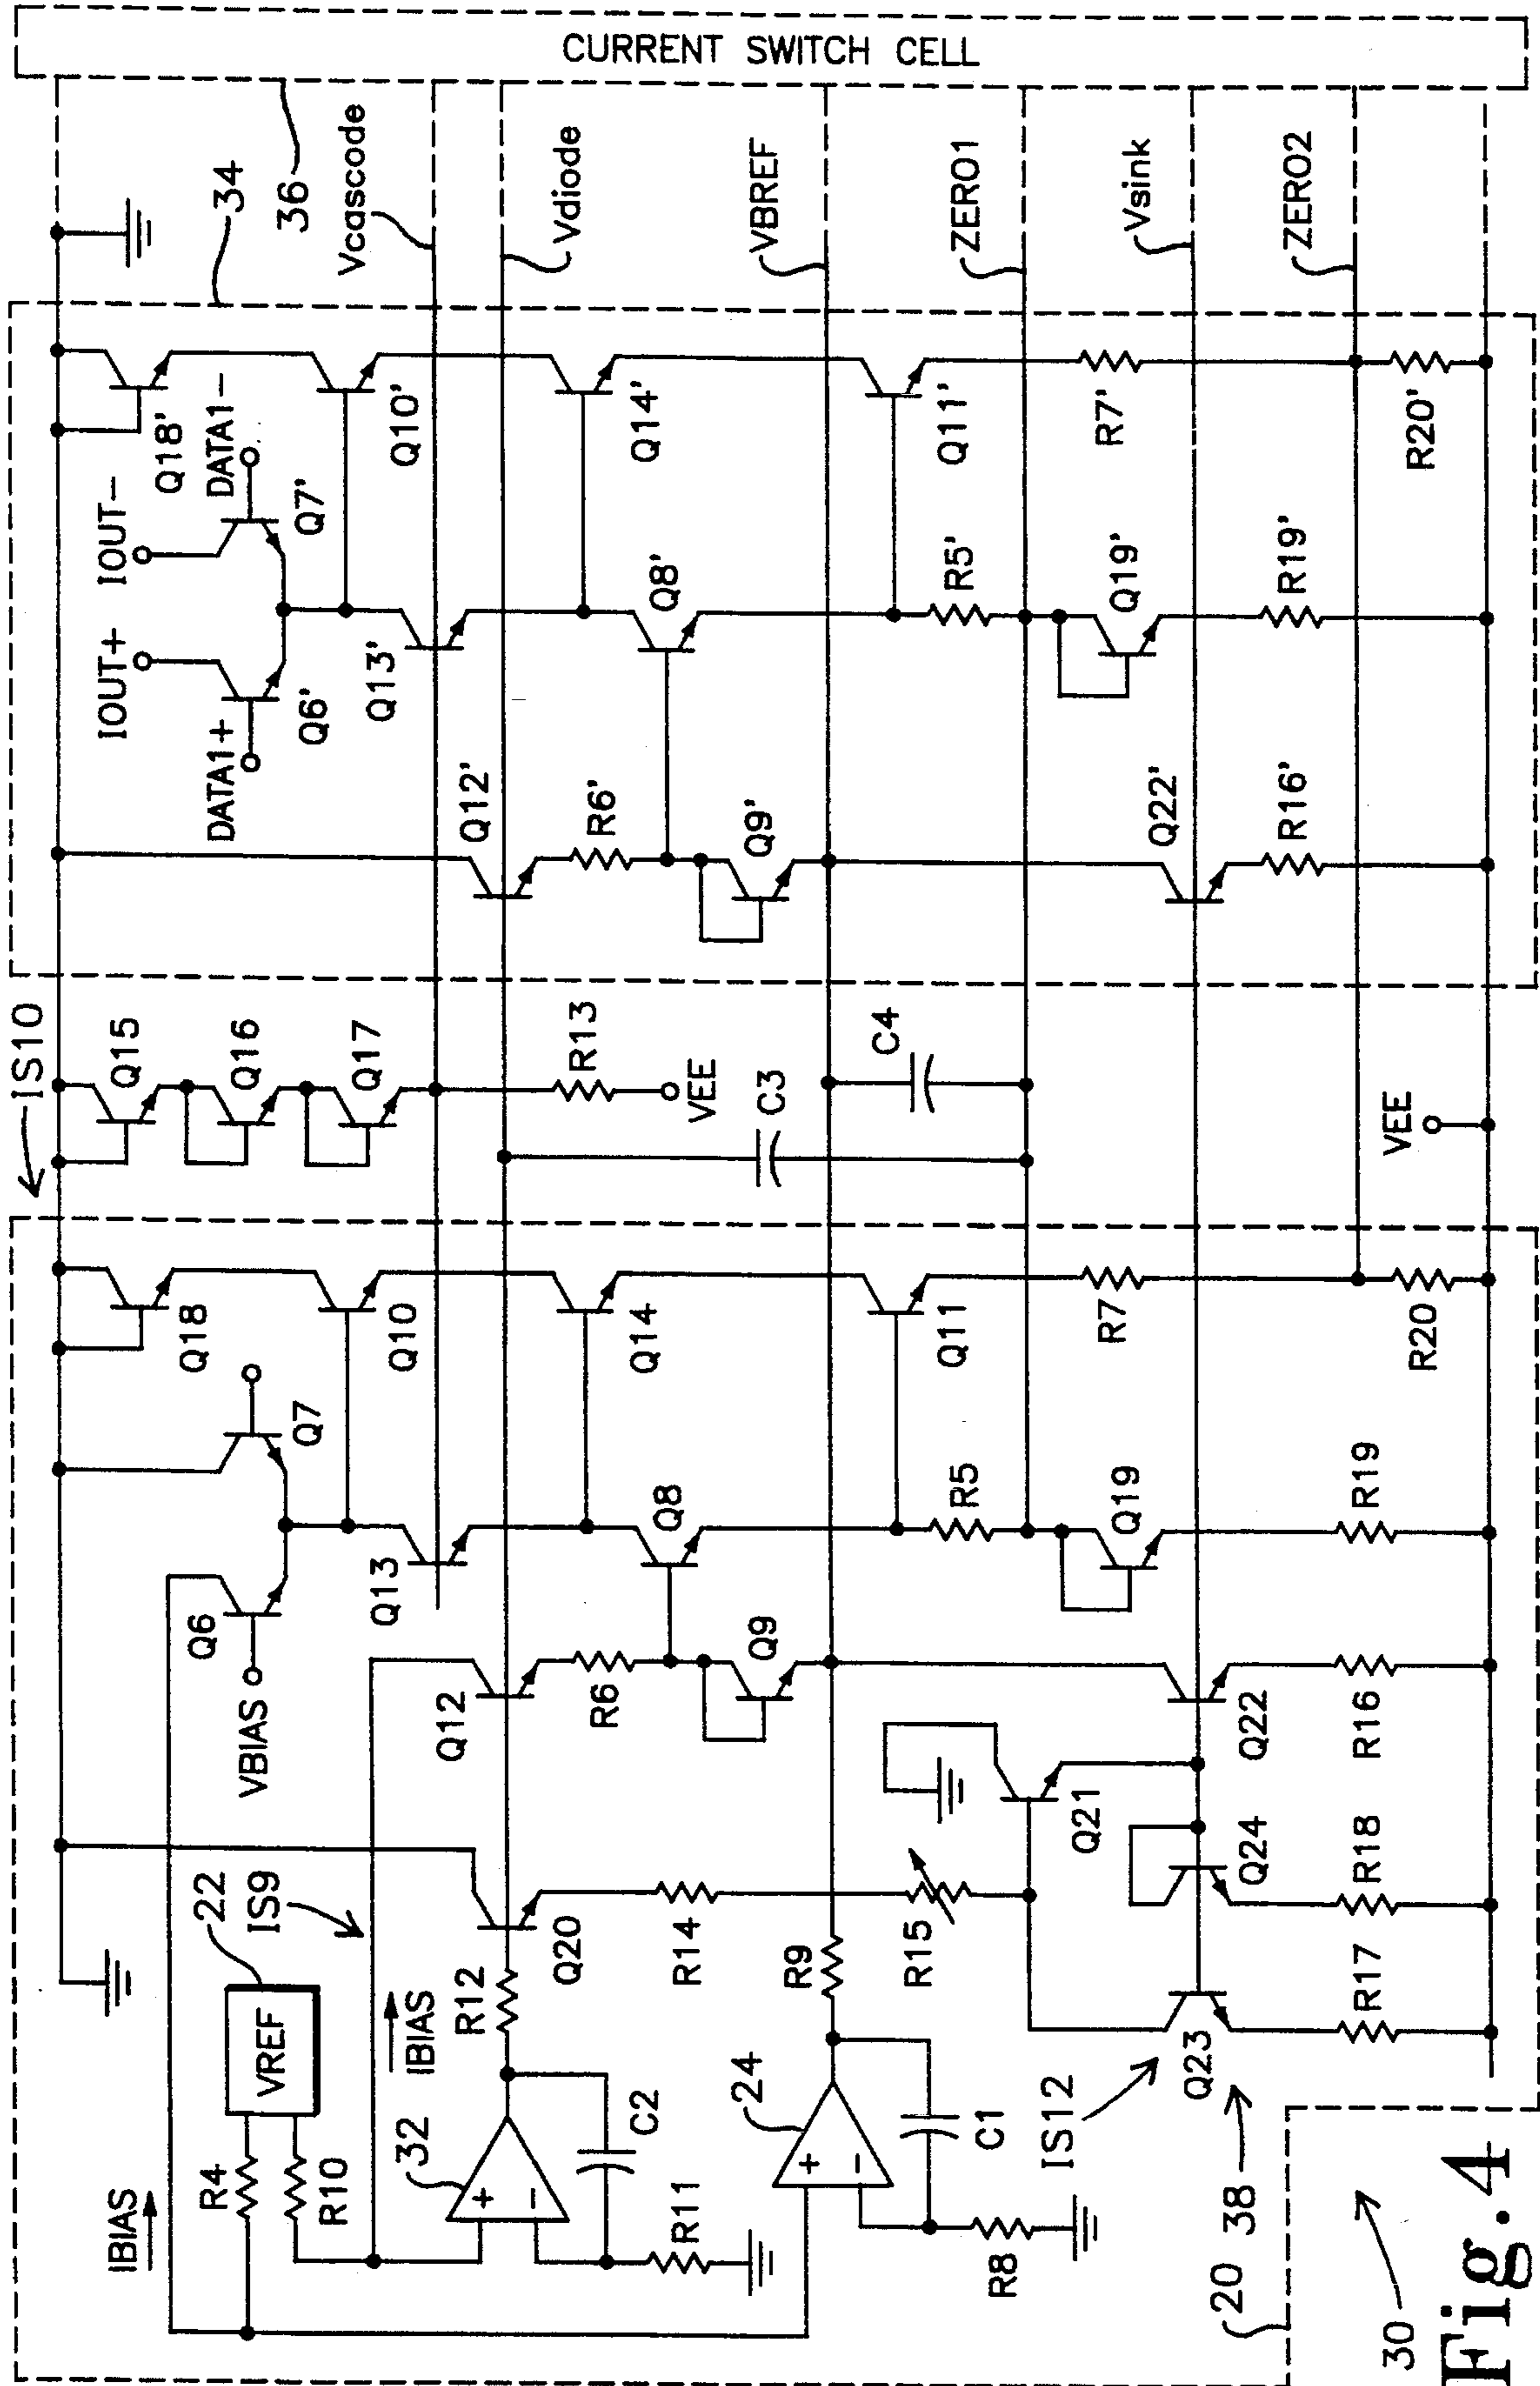 CURRENT SWITCH CELL
34
36
Vcascode
Vdiode
VBREF
ZERO1
Vsink
ZERO2
Q18'
DATA1-
IOUT-
Q7'
IOUT+
DATA1+
Q6'
Q10'
Q13'
Q14'
Q12'
R6'
Q8'
Q9'
Q11'
R5'
R7'
Q19'
Q22'
R19'
R16'
R20'
IS10
Q15
Q16
Q17
R13
VEE
C3
C4
VEE
Q18
Q7
Q6
VBIAS
Q10
Q13
Q14
Q12
R6
Q8
Q9
Q11
R5
R7
Q19
R19
R20
22
VREF
IS9
IBIAS
R4
R10
IBIAS
R12
Q20
32
+
-
C2
R11
R14
R9
R15
24
+
-
C1
R8
Q21
Q22
R16
Q24
R18
Q23
R17
IS12
38
20
30
Fig.4